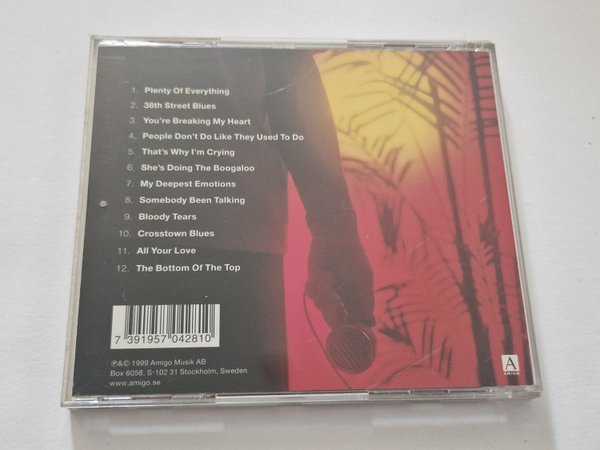 1. Plenty Of Everything
2. 38th Street Blues
3. You're Breaking My Heart
4. People Don't Do Like They Used To Do
5. That's Why I'm Crying
6. She's Doing The Boogaloo
7. My Deepest Emotions
8. Somebody Been Talking
9. Bloody Tears
10. Crosstown Blues
11. All Your Love
12. The Bottom Of The Top
7 391957 042810
℗&© 1999 Amigo Musik AB
Box 6058, S-102 31 Stockholm, Sweden
www.amigo.se
A
AMIGO